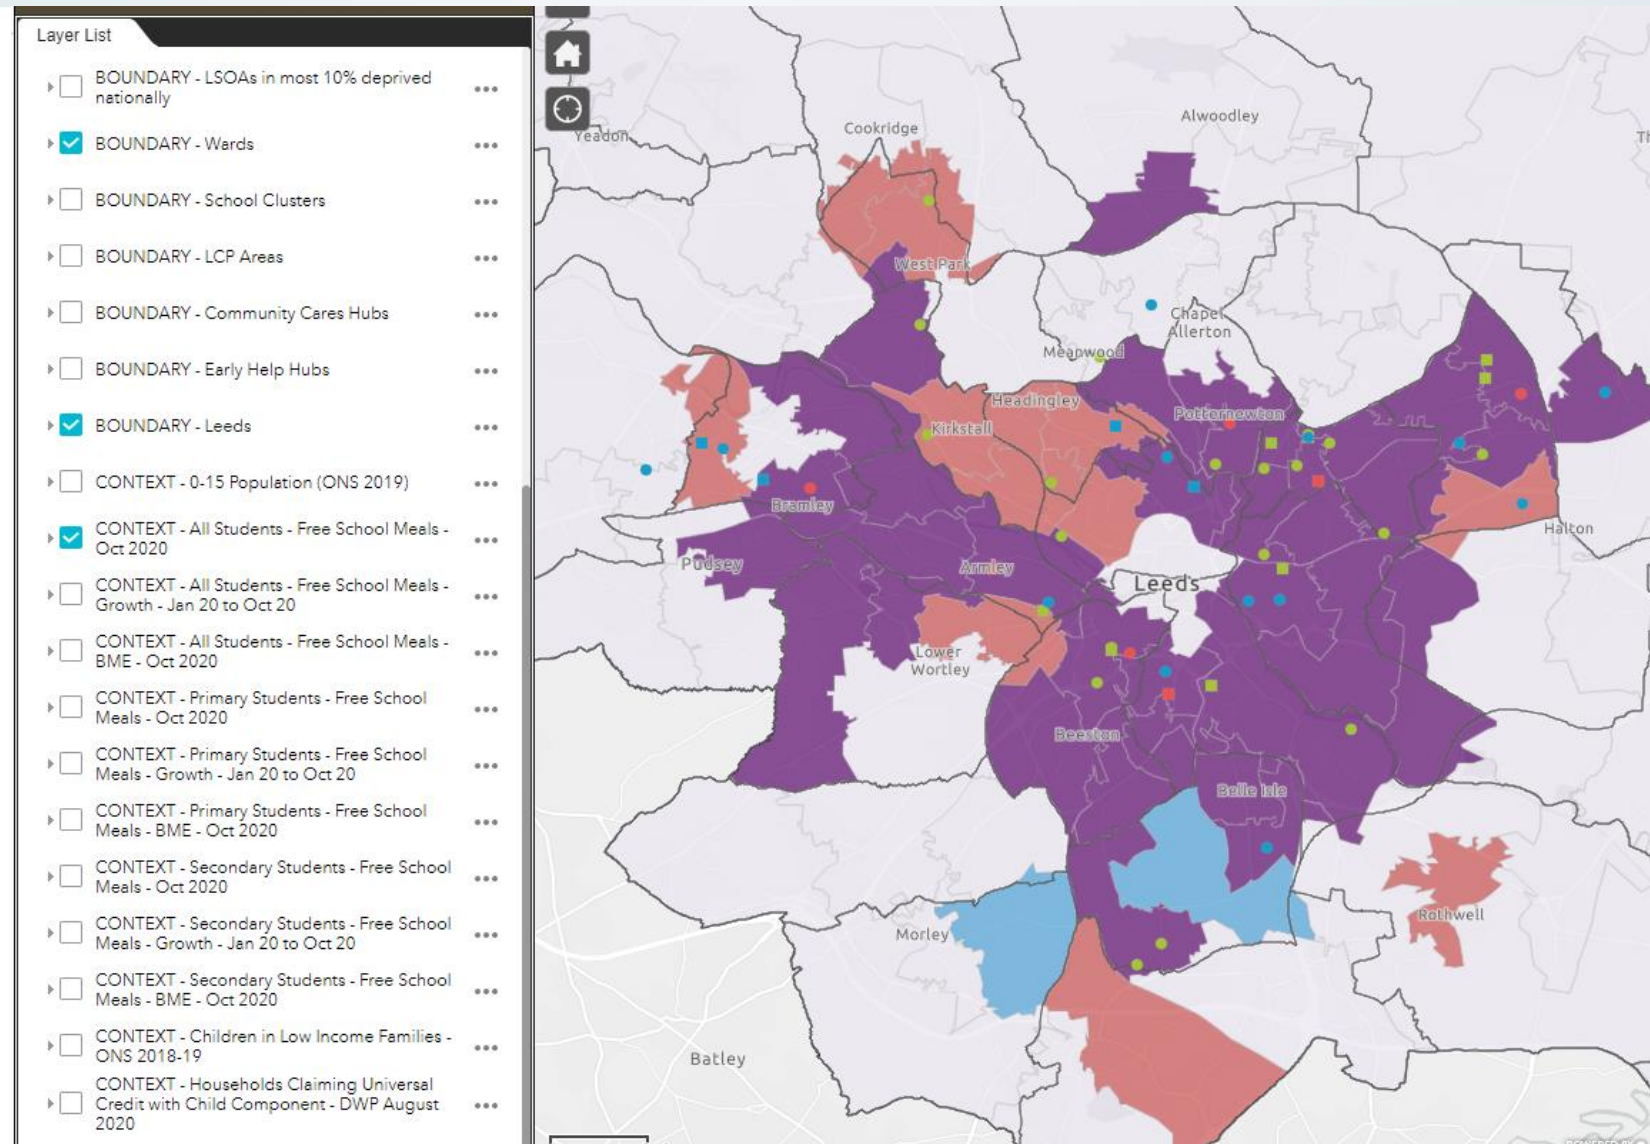 Layer List
BOUNDARY - LSOAs in most 10% deprived
nationally
BOUNDARY - Wards
BOUNDARY - School Clusters
BOUNDARY - LCP Areas
BOUNDARY - Community Cares Hubs
BOUNDARY - Early Help Hubs
BOUNDARY - Leeds
CONTEXT - 0-15 Population (ONS 2019)
CONTEXT - All Students - Free School Meals -
Oct 2020
CONTEXT - All Students - Free School Meals -
Growth - Jan 20 to Oct 20
CONTEXT - All Students - Free School Meals -
BME - Oct 2020
CONTEXT - Primary Students - Free School
Meals - Oct 2020
CONTEXT - Primary Students - Free School
Meals - Growth - Jan 20 to Oct 20
CONTEXT - Primary Students - Free School
Meals - BME - Oct 2020
CONTEXT - Secondary Students - Free School
Meals - Oct 2020
CONTEXT - Secondary Students - Free School
Meals - Growth - Jan 20 to Oct 20
CONTEXT - Secondary Students - Free School
Meals - BME - Oct 2020
CONTEXT - Children in Low Income Families -
ONS 2018-19
CONTEXT - Households Claiming Universal
Credit with Child Component - DWP August
2020
Alwoodley
Cookridge
Yeadon
West Park
Chapel
Allerton
Meanwood
Headingley
Potternewton
Kirkstall
Bramley
Halton
Pudsey
Armley
Leeds
Lower
Wortley
Beeston
Belle Isle
Rothwell
Morley
Batley